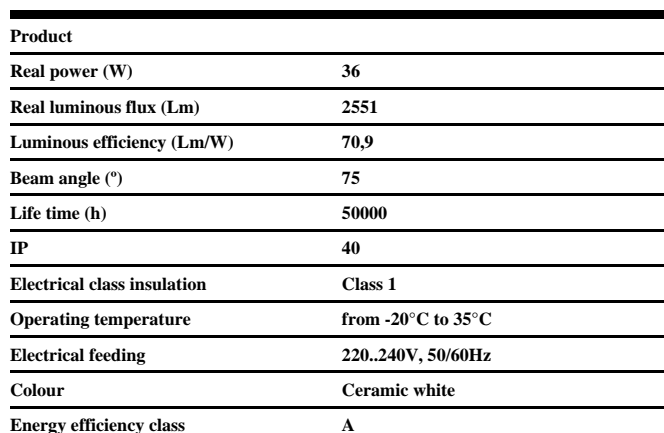 Product
Real power (W) 36
Real luminous flux (Lm) 2551
Luminous efficiency (Lm/W) 70,9
Beam angle (º) 75
Life time (h) 50000
IP 40
Electrical class insulation Class 1
Operating temperature from -20°C to 35°C
Electrical feeding 220..240V, 50/60Hz
Colour Ceramic white
Energy efficiency class A